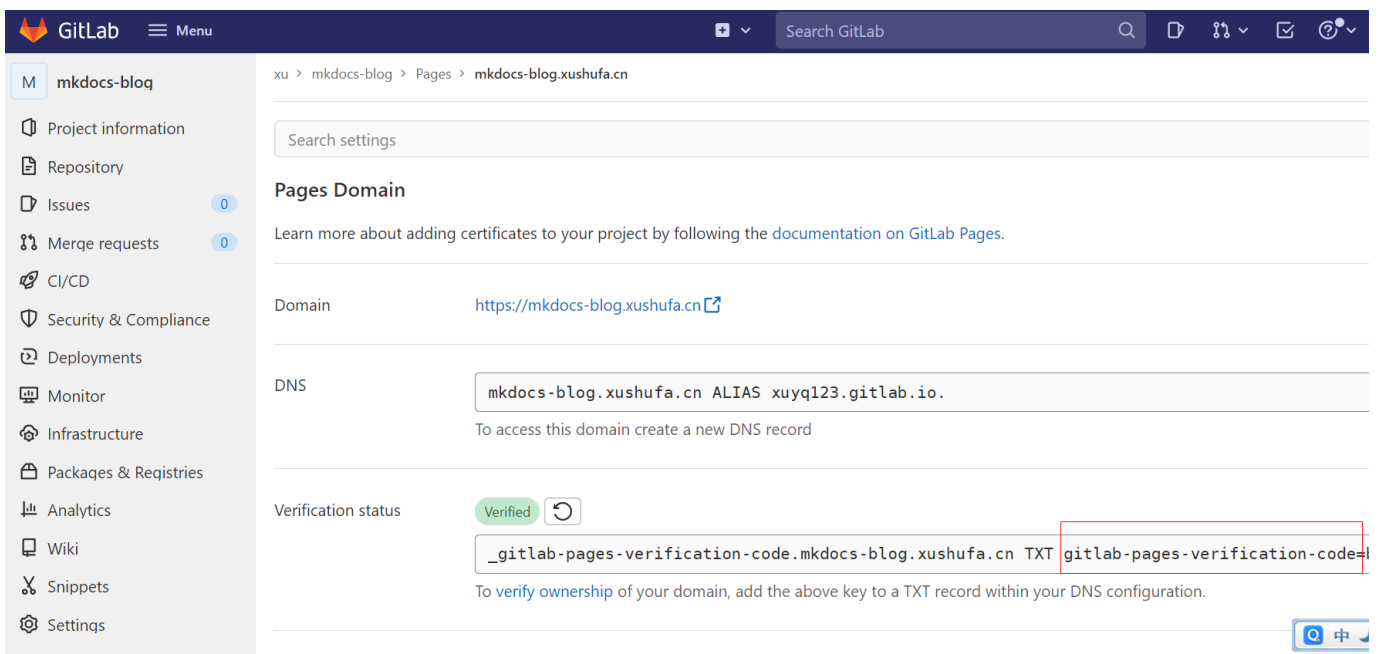 GitLab Menu Search GitLab
M mkdocs-blog
xu > mkdocs-blog > Pages > mkdocs-blog.xushufa.cn
Project information
Repository
Issues 0
Merge requests 0
CI/CD
Security & Compliance
Deployments
Monitor
Infrastructure
Packages & Registries
Analytics
Wiki
Snippets
Settings
Search settings
Pages Domain
Learn more about adding certificates to your project by following the documentation on GitLab Pages.
Domain https://mkdocs-blog.xushufa.cn
DNS mkdocs-blog.xushufa.cn ALIAS xuyq123.gitlab.io.
To access this domain create a new DNS record
Verification status Verified
_gitlab-pages-verification-code.mkdocs-blog.xushufa.cn TXT gitlab-pages-verification-code=
To verify ownership of your domain, add the above key to a TXT record within your DNS configuration.
中